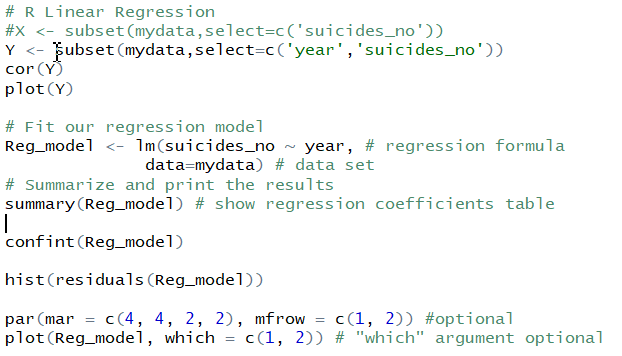 # R Linear Regression
#X <- subset(mydata,select=c('suicides_no'))
Y <- subset(mydata,select=c('year','suicides_no'))
cor(Y)
plot(Y)
# Fit our regression model
Reg_model <- lm(suicides_no ~ year, # regression formula
data=mydata) # data set
# Summarize and print the results
summary(Reg_model) # show regression coefficients table
confint(Reg_model)
hist(residuals(Reg_model))
par(mar = c(4, 4, 2, 2), mfrow = c(1, 2)) #optional
plot(Reg_model, which = c(1, 2)) # "which" argument optional